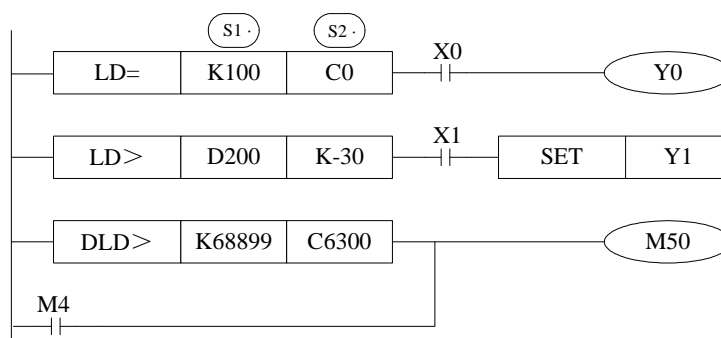 S1· S2·
LD= K100 C0 X0 Y0
LD＞ D200 K-30 X1 SET Y1
DLD＞ K68899 C6300 M50
M4